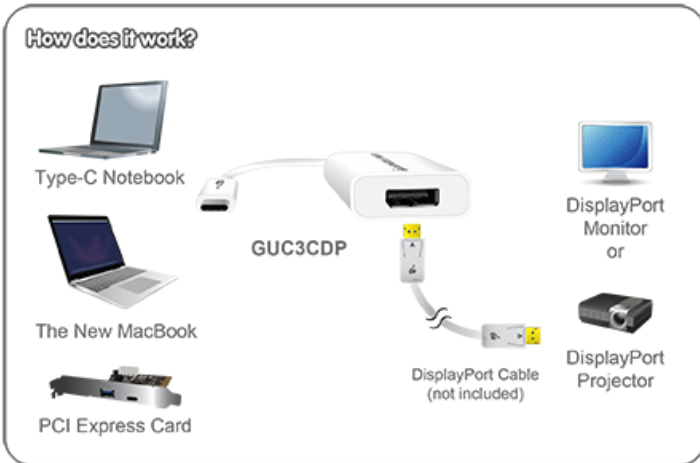 How does it work?
Type-C Notebook
The New MacBook
PCI Express Card
GUC3CDP
DisplayPort Cable
(not included)
DisplayPort
Monitor
or
DisplayPort
Projector